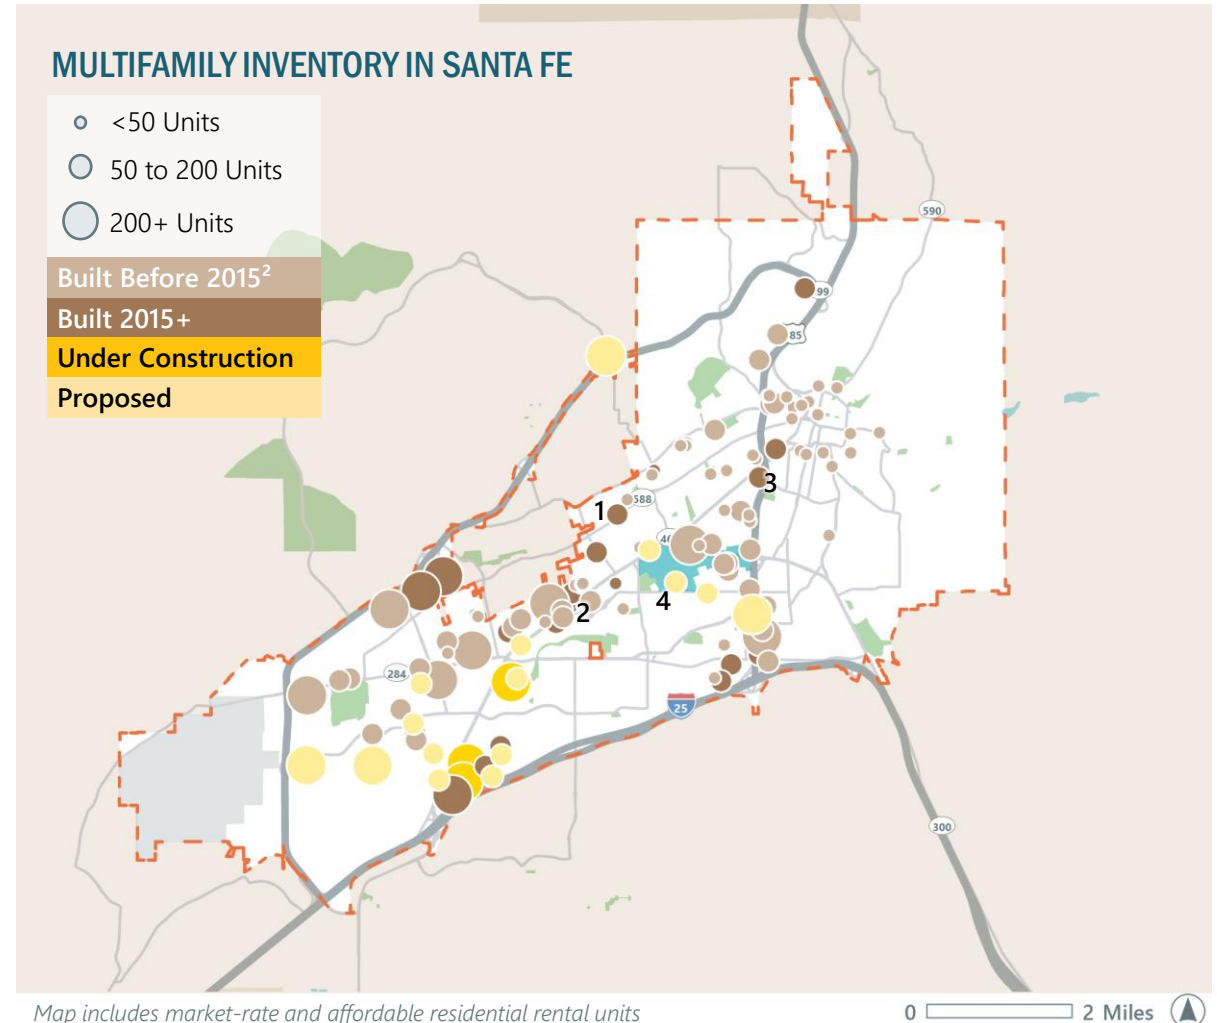 MULTIFAMILY INVENTORY IN SANTA FE
<50 Units
50 to 200 Units
200+ Units
Built Before 2015²
Built 2015+
Under Construction
Proposed
590
99
85
3
588
1
4
2
284
25
300
Map includes market-rate and affordable residential rental units
0 2 Miles